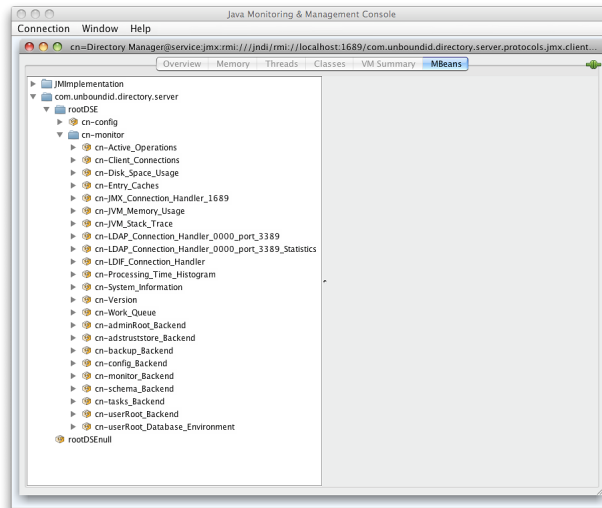 Java Monitoring & Management Console
Connection Window Help
cn=Directory Manager@service:jmx:rmi:///jndi/rmi://localhost:1689/com.unboundid.directory.server.protocols.jmx.client...
Overview Memory Threads Classes VM Summary MBeans
JMImplementation
com.unboundid.directory.server
rootDSE
cn-config
cn-monitor
cn-Active_Operations
cn-Client_Connections
cn-Disk_Space_Usage
cn-Entry_Caches
cn-JMX_Connection_Handler_1689
cn-JVM_Memory_Usage
cn-JVM_Stack_Trace
cn-LDAP_Connection_Handler_0000_port_3389
cn-LDAP_Connection_Handler_0000_port_3389_Statistics
cn-LDIF_Connection_Handler
cn-Processing_Time_Histogram
cn-System_Information
cn-Version
cn-Work_Queue
cn-adminRoot_Backend
cn-adstruststore_Backend
cn-backup_Backend
cn-config_Backend
cn-monitor_Backend
cn-schema_Backend
cn-tasks_Backend
cn-userRoot_Backend
cn-userRoot_Database_Environment
rootDSEnull